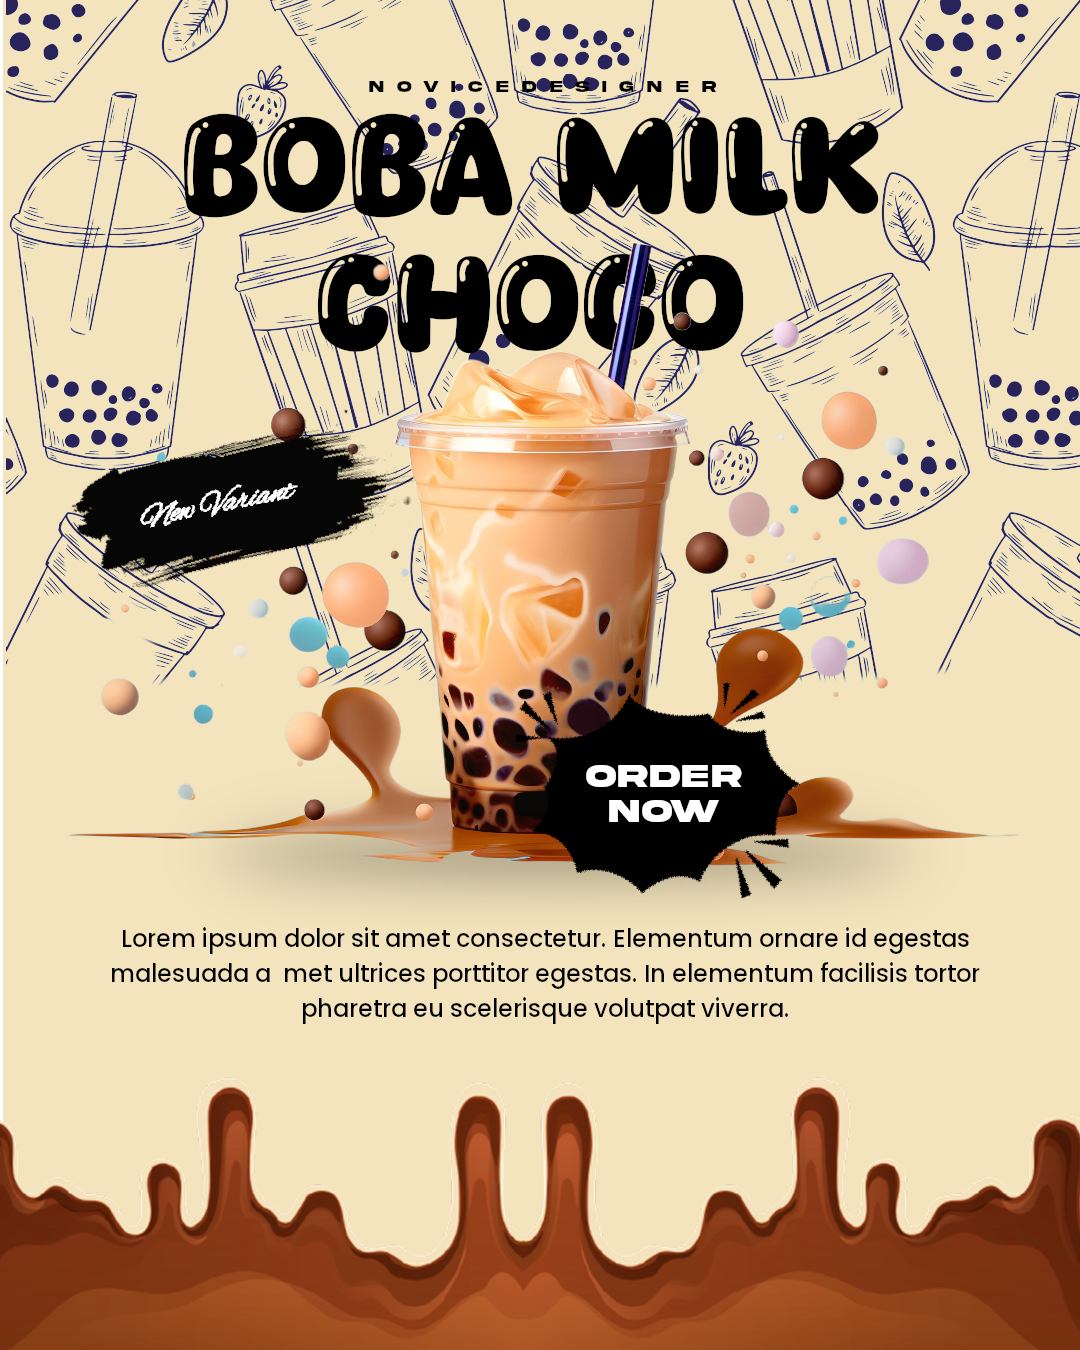 NOVICEDESIGNER
BOBA MILK
CHOCO
New Variant
ORDER
NOW
Lorem ipsum dolor sit amet consectetur. Elementum ornare id egestas
malesuada a  met ultrices porttitor egestas. In elementum facilisis tortor
pharetra eu scelerisque volutpat viverra.